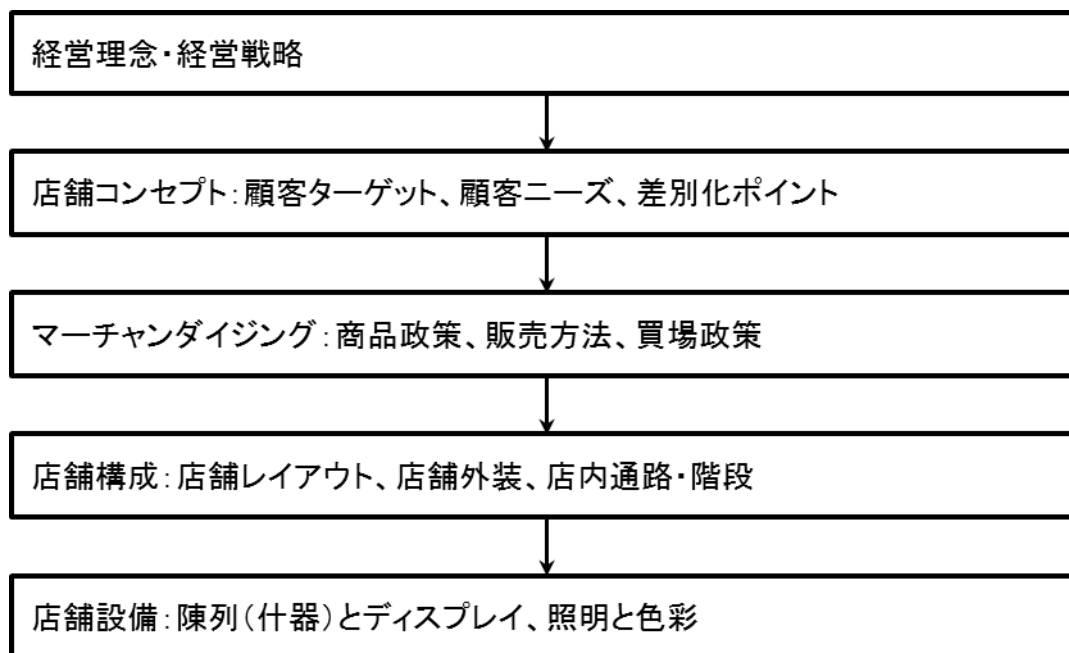 経営理念・経営戦略
店舗コンセプト：顧客ターゲット、顧客ニーズ、差別化ポイント
マーチャンダイジング：商品政策、販売方法、買場政策
店舗構成：店舗レイアウト、店舗外装、店内通路・階段
店舗設備：陳列（什器）とディスプレイ、照明と色彩